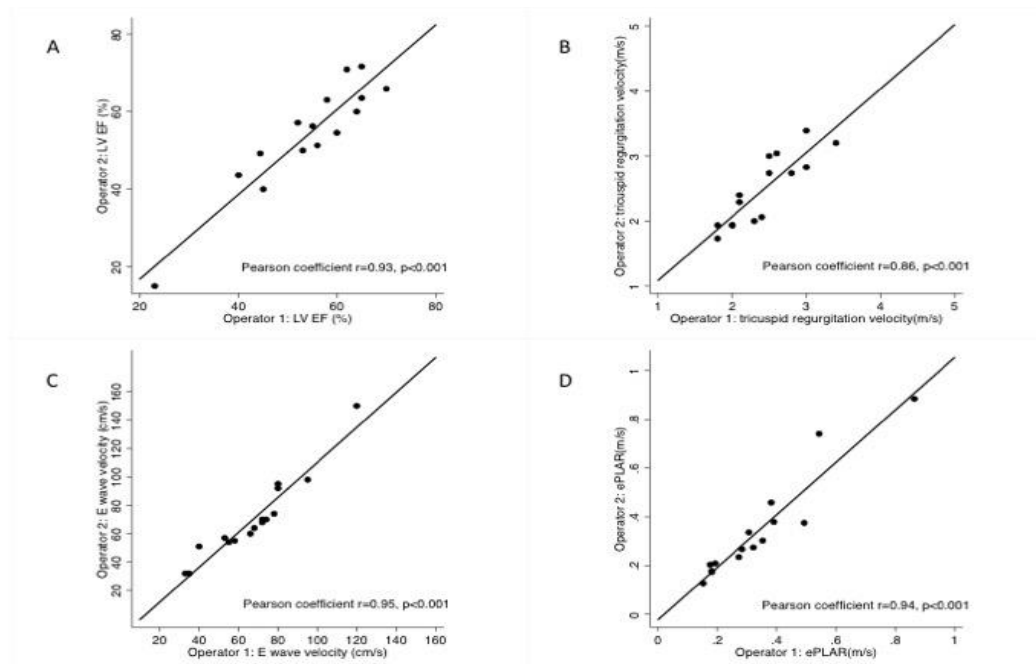 A
Operator 2: LV EF (%)
80
60
40
20
Pearson coefficient r=0.93, p<0.001
20 40 60 80
Operator 1: LV EF (%)
B
Operator 2: tricuspid regurgitation velocity(m/s)
5
4
3
2
1
Pearson coefficient r=0.86, p<0.001
1 2 3 4 5
Operator 1: tricuspid regurgitation velocity(m/s)
C
Operator 2: E wave velocity (cm/s)
160
140
120
100
80
60
40
20
Pearson coefficient r=0.95, p<0.001
20 40 60 80 100 120 140 160
Operator 1: E wave velocity (cm/s)
D
Operator 2: ePLAR(m/s)
1
.8
.6
.4
.2
0
Pearson coefficient r=0.94, p<0.001
0 .2 .4 .6 .8 1
Operator 1: ePLAR(m/s)